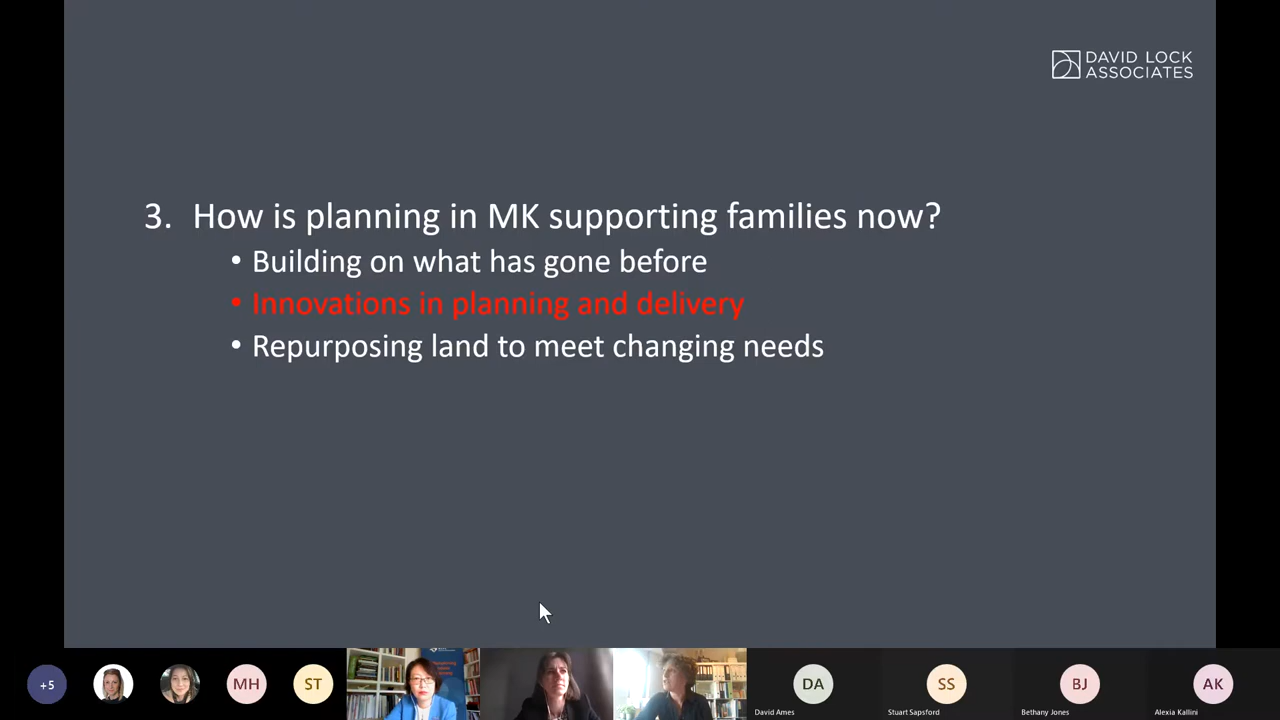 DAVID LOCK
ASSOCIATES
3. How is planning in MK supporting families now?
• Building on what has gone before
• Innovations in planning and delivery
• Repurposing land to meet changing needs
+5
MH
ST
DA
SS
BJ
AK
David Ames
Stuart Sapsford
Bethany Jones
Alexia Kallini